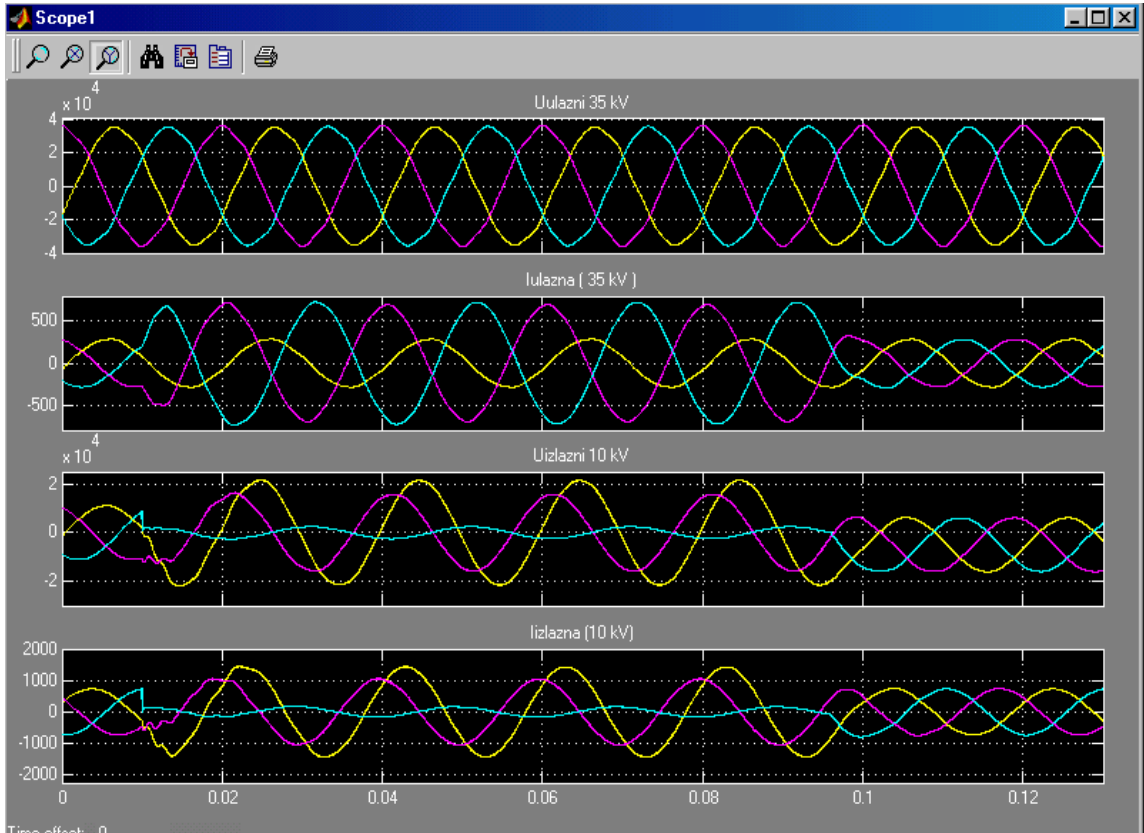 Scope1
x 10
4
Uulazni 35 kV
4
2
0
-2
-4
Iulazna ( 35 kV )
500
0
-500
x 10
4
Uizlazni 10 kV
2
0
-2
Iizlazna (10 kV)
2000
1000
0
-1000
-2000
0 0.02 0.04 0.06 0.08 0.1 0.12
Time offset: 0